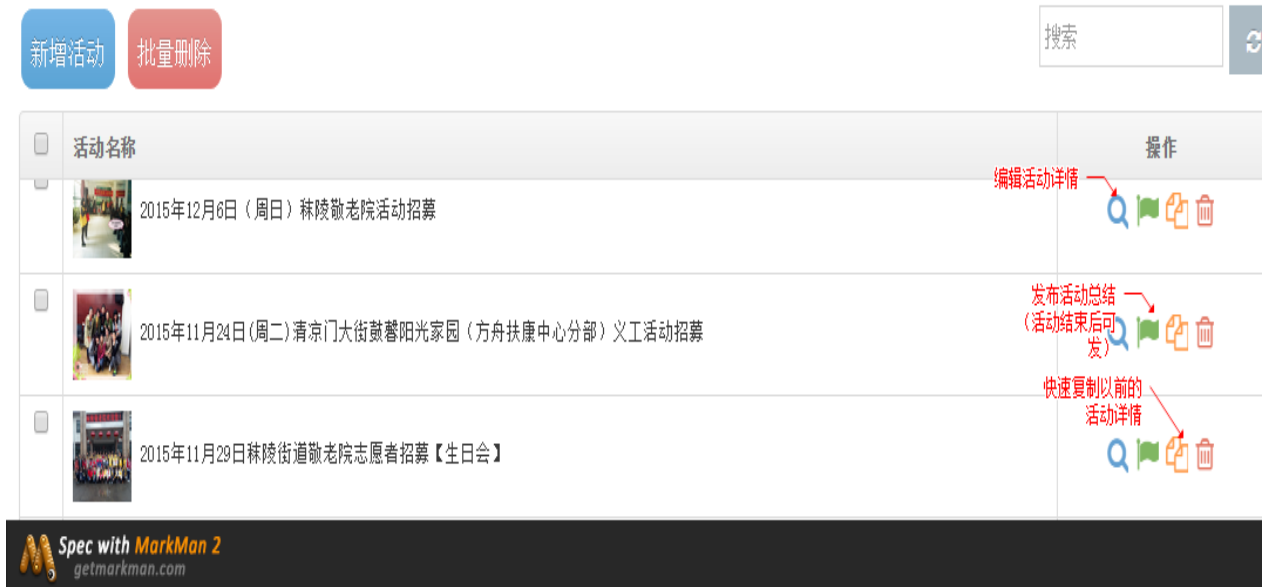 新增活动
批量删除
搜索
活动名称
操作
编辑活动详情
2015年12月6日（周日）秣陵敬老院活动招募
发布活动总结
（活动结束后可
发）
2015年11月24日(周二)清凉门大街鼓馨阳光家园（方舟扶康中心分部）义工活动招募
快速复制以前的
活动详情
2015年11月29日秣陵街道敬老院志愿者招募【生日会】
Spec with MarkMan 2
getmarkman.com